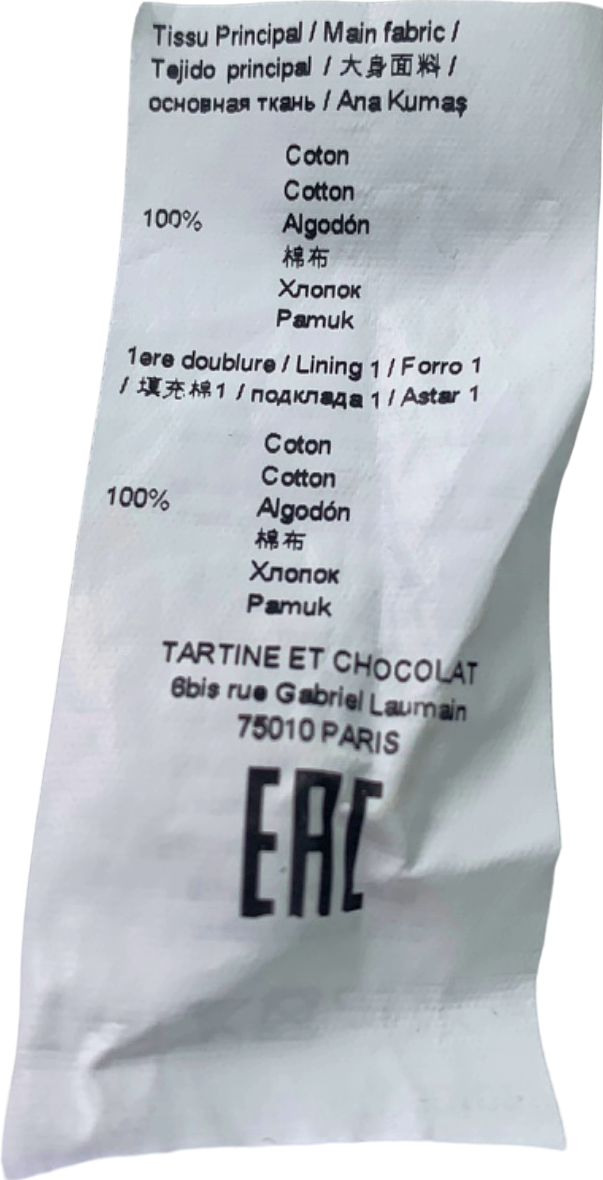 Tissu Principal / Main fabric /
Tejido principal / 大身面料 /
основная ткань / Ana Kumaş
Coton
Cotton
100% Algodón
棉布
Хлопок
Pamuk
1ere doublure / Lining 1 / Forro 1
/ 填充棉1 / подклада 1 / Astar 1
Coton
Cotton
100% Algodón
棉布
Хлопок
Pamuk
TARTINE ET CHOCOLAT
6bis rue Gabriel Laumain
75010 PARIS
EAC